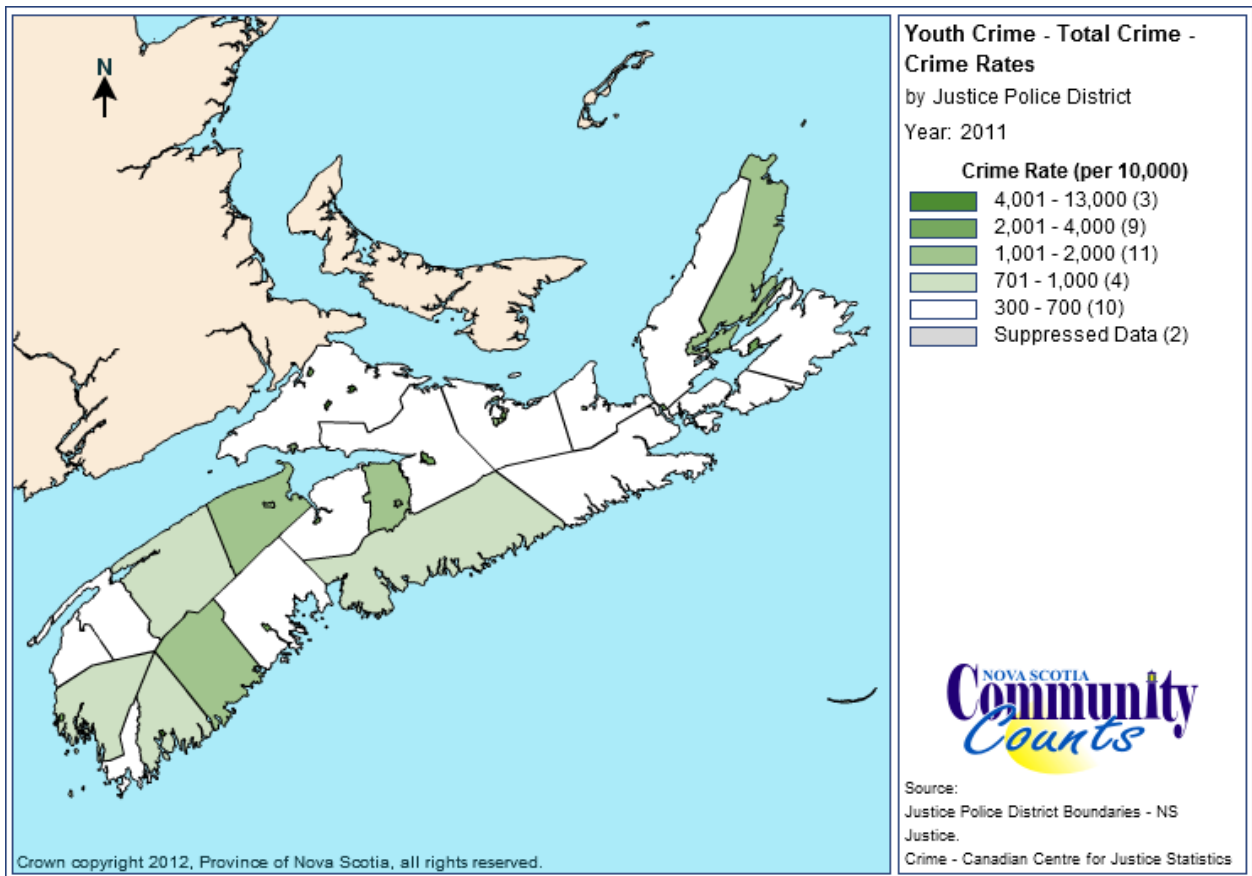 N
Crown copyright 2012, Province of Nova Scotia, all rights reserved.
Youth Crime - Total Crime -
Crime Rates
by Justice Police District
Year: 2011
Crime Rate (per 10,000)
4,001 - 13,000 (3)
2,001 - 4,000 (9)
1,001 - 2,000 (11)
701 - 1,000 (4)
300 - 700 (10)
Suppressed Data (2)
NOVA SCOTIA
Community
Counts
Source:
Justice Police District Boundaries - NS
Justice.
Crime - Canadian Centre for Justice Statistics